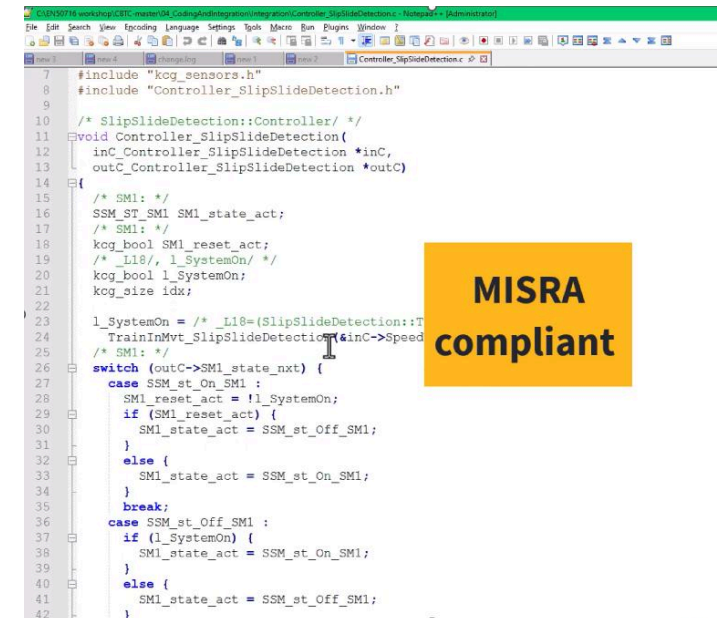 C:\EN50716 workshop\CBTC-master\04_CodingAndIntegration\Integration\Controller_SlipSlideDetection.c - Notepad++ [Administrator]
File Edit Search View Encoding Language Settings Tools Macro Run Plugins Window ?
new 3 new 4 change.log new 1 new 2 Controller_SlipSlideDetection.c
7 #include "kcg_sensors.h"
8 #include "Controller_SlipSlideDetection.h"
9
10 /* SlipSlideDetection::Controller/ */
11 void Controller_SlipSlideDetection(
12 inC_Controller_SlipSlideDetection *inC,
13 outC_Controller_SlipSlideDetection *outC)
14 {
15 /* SM1: */
16 SSM_ST_SM1 SM1_state_act;
17 /* SM1: */
18 kcg_bool SM1_reset_act;
19 /* _L18/, l_SystemOn/ */
20 kcg_bool l_SystemOn;
21 kcg_size idx;
22
23 l_SystemOn = /* _L18=(SlipSlideDetection::T
24 TrainInMvt_SlipSlideDetection(&inC->Speed
25 /* SM1: */
26 switch (outC->SM1_state_nxt) {
27 case SSM_st_On_SM1 :
28 SM1_reset_act = !l_SystemOn;
29 if (SM1_reset_act) {
30 SM1_state_act = SSM_st_Off_SM1;
31 }
32 else {
33 SM1_state_act = SSM_st_On_SM1;
34 }
35 break;
36 case SSM_st_Off_SM1 :
37 if (l_SystemOn) {
38 SM1_state_act = SSM_st_On_SM1;
39 }
40 else {
41 SM1_state_act = SSM_st_Off_SM1;
42 }
MISRA
compliant